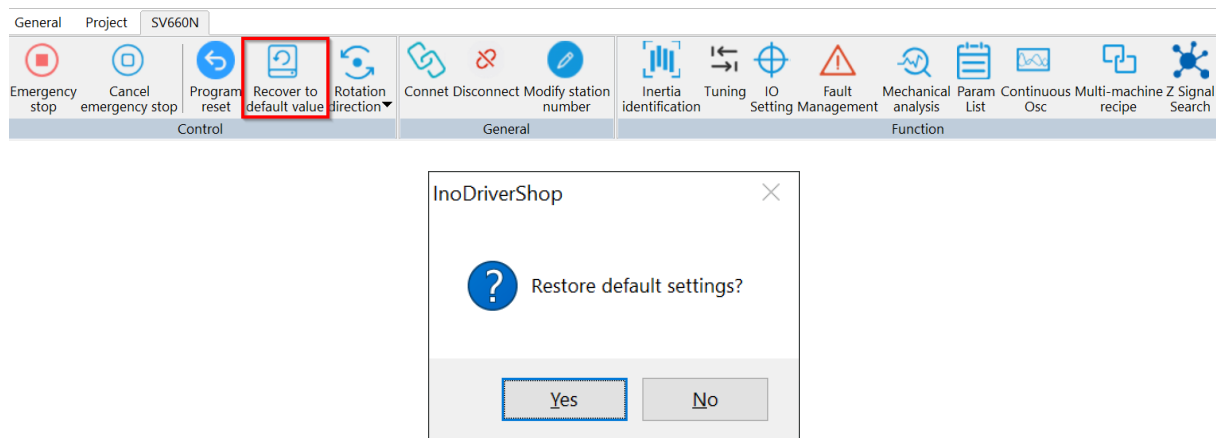 General Project SV660N
Emergency stop
Cancel emergency stop
Program reset
Recover to default value
Rotation direction
Connet
Disconnect
Modify station number
Inertia identification
Tuning
IO Setting
Fault Management
Mechanical analysis
Param List
Continuous Osc
Multi-machine recipe
Z Signal Search
Control General Function
InoDriverShop
Restore default settings?
Yes No